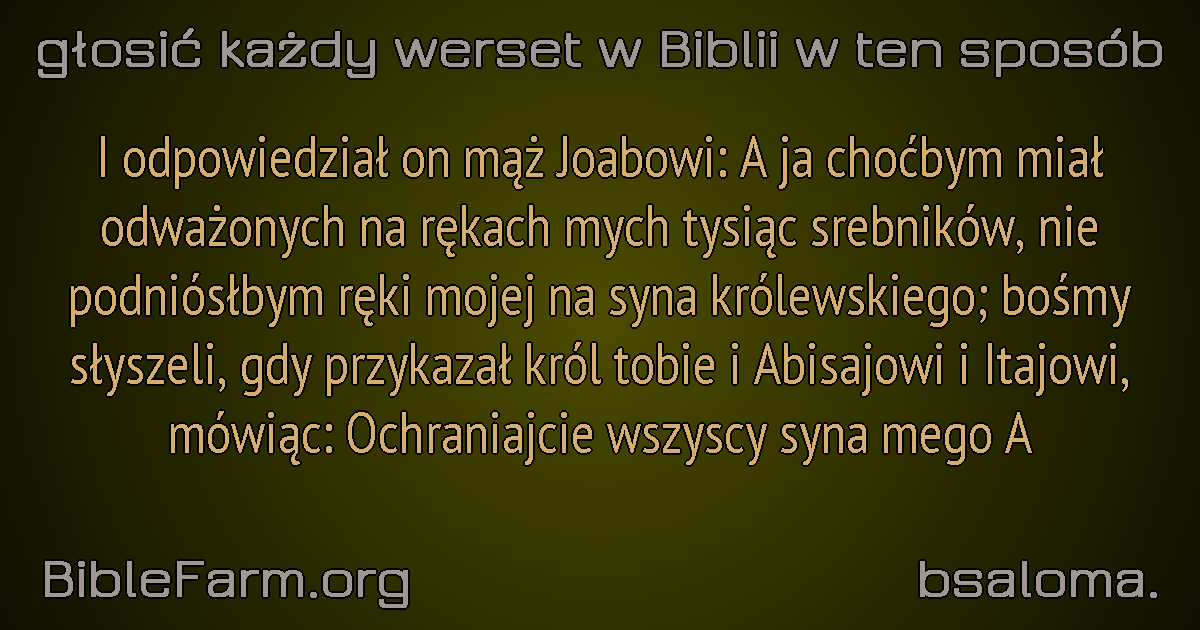 głosić każdy werset w Biblii w ten sposób
I odpowiedział on mąż Joabowi: A ja choćbym miał
odważonych na rękach mych tysiąc srebników, nie
podniósłbym ręki mojej na syna królewskiego; bośmy
słyszeli, gdy przykazał król tobie i Abisajowi i Itajowi,
mówiąc: Ochraniajcie wszyscy syna mego A
BibleFarm.org
bsaloma.